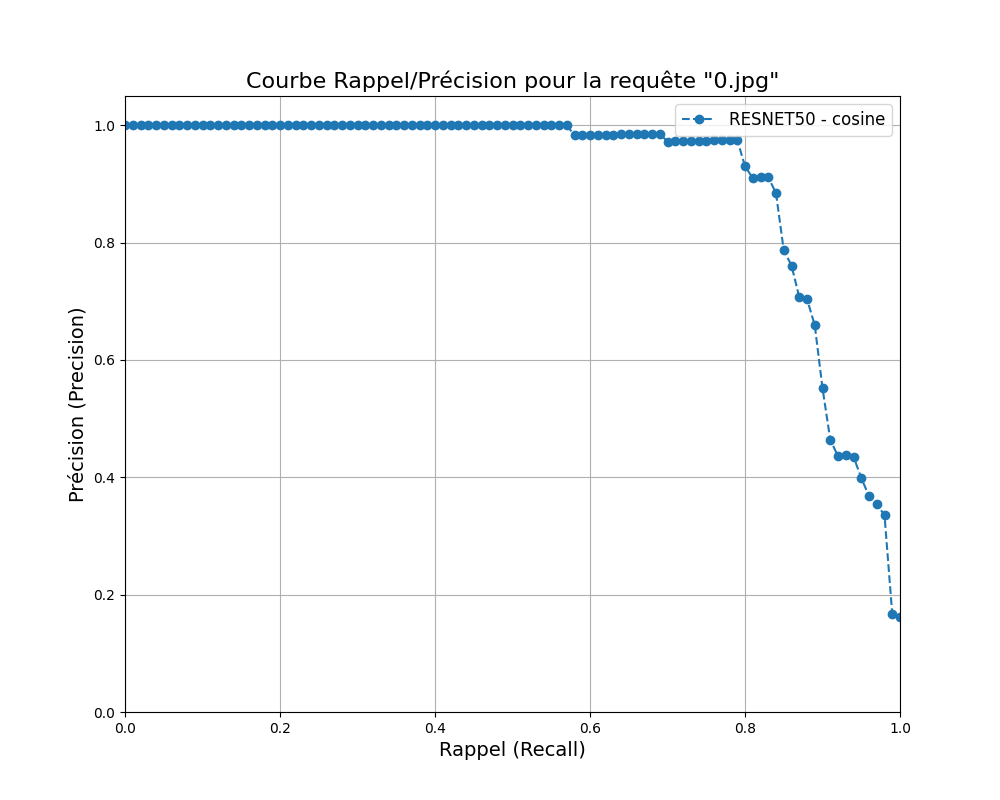 Courbe Rappel/Précision pour la requête "0.jpg"
RESNET50 - cosine
1.0
0.8
0.6
0.4
0.2
0.0
Précision (Precision)
0.0 0.2 0.4 0.6 0.8 1.0
Rappel (Recall)